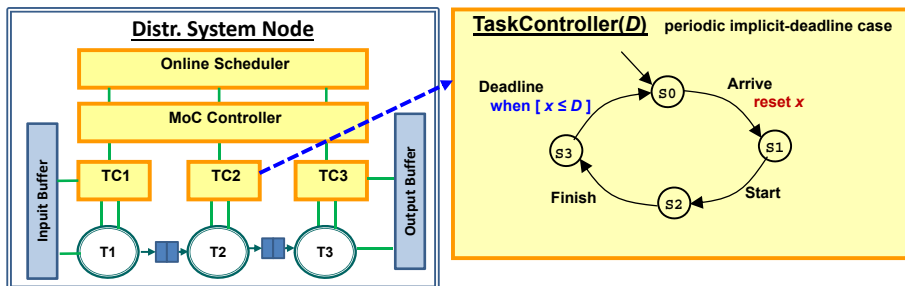 Distr. System Node
Online Scheduler
MoC Controller
Inpuit Buffer
TC1
TC2
TC3
Output Buffer
T1
T2
T3
TaskController(D) periodic implicit-deadline case
Deadline
when [ x ≤ D ]
S0
Arrive
reset x
S3
S1
Finish
S2
Start